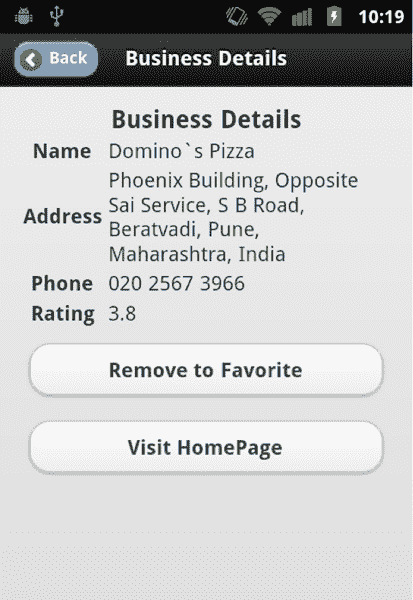 10:19
Back
Business Details
Business Details
Name Domino`s Pizza
Address Phoenix Building, Opposite
Sai Service, S B Road,
Beratvadi, Pune,
Maharashtra, India
Phone 020 2567 3966
Rating 3.8
Remove to Favorite
Visit HomePage